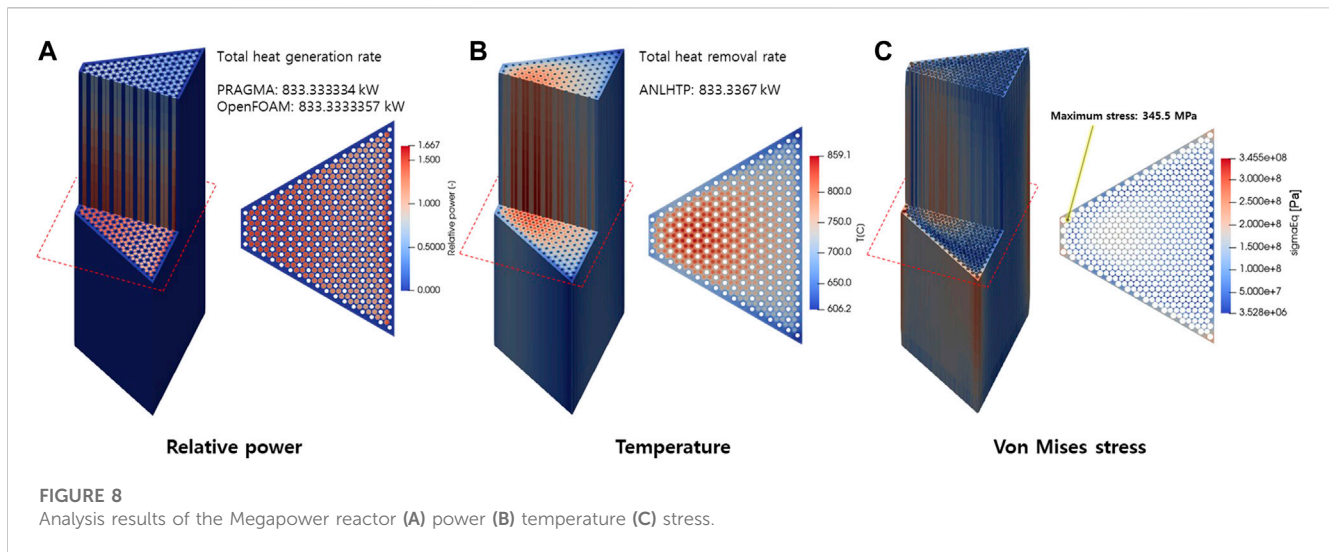 A
Total heat generation rate
PRAGMA: 833.333334 kW
OpenFOAM: 833.3333357 kW
1.667
1.500
1.000
0.5000
0.000
Relative power (-)
Relative power
B
Total heat removal rate
ANLHTP: 833.3367 kW
859.1
800.0
750.0
700.0
650.0
606.2
T(C)
Temperature
C
Maximum stress: 345.5 MPa
3.455e+08
3.000e+8
2.500e+8
2.000e+8
1.500e+8
1.000e+8
5.000e+7
3.528e+06
sigmaEq [Pa]
Von Mises stress
FIGURE 8
Analysis results of the Megapower reactor (A) power (B) temperature (C) stress.